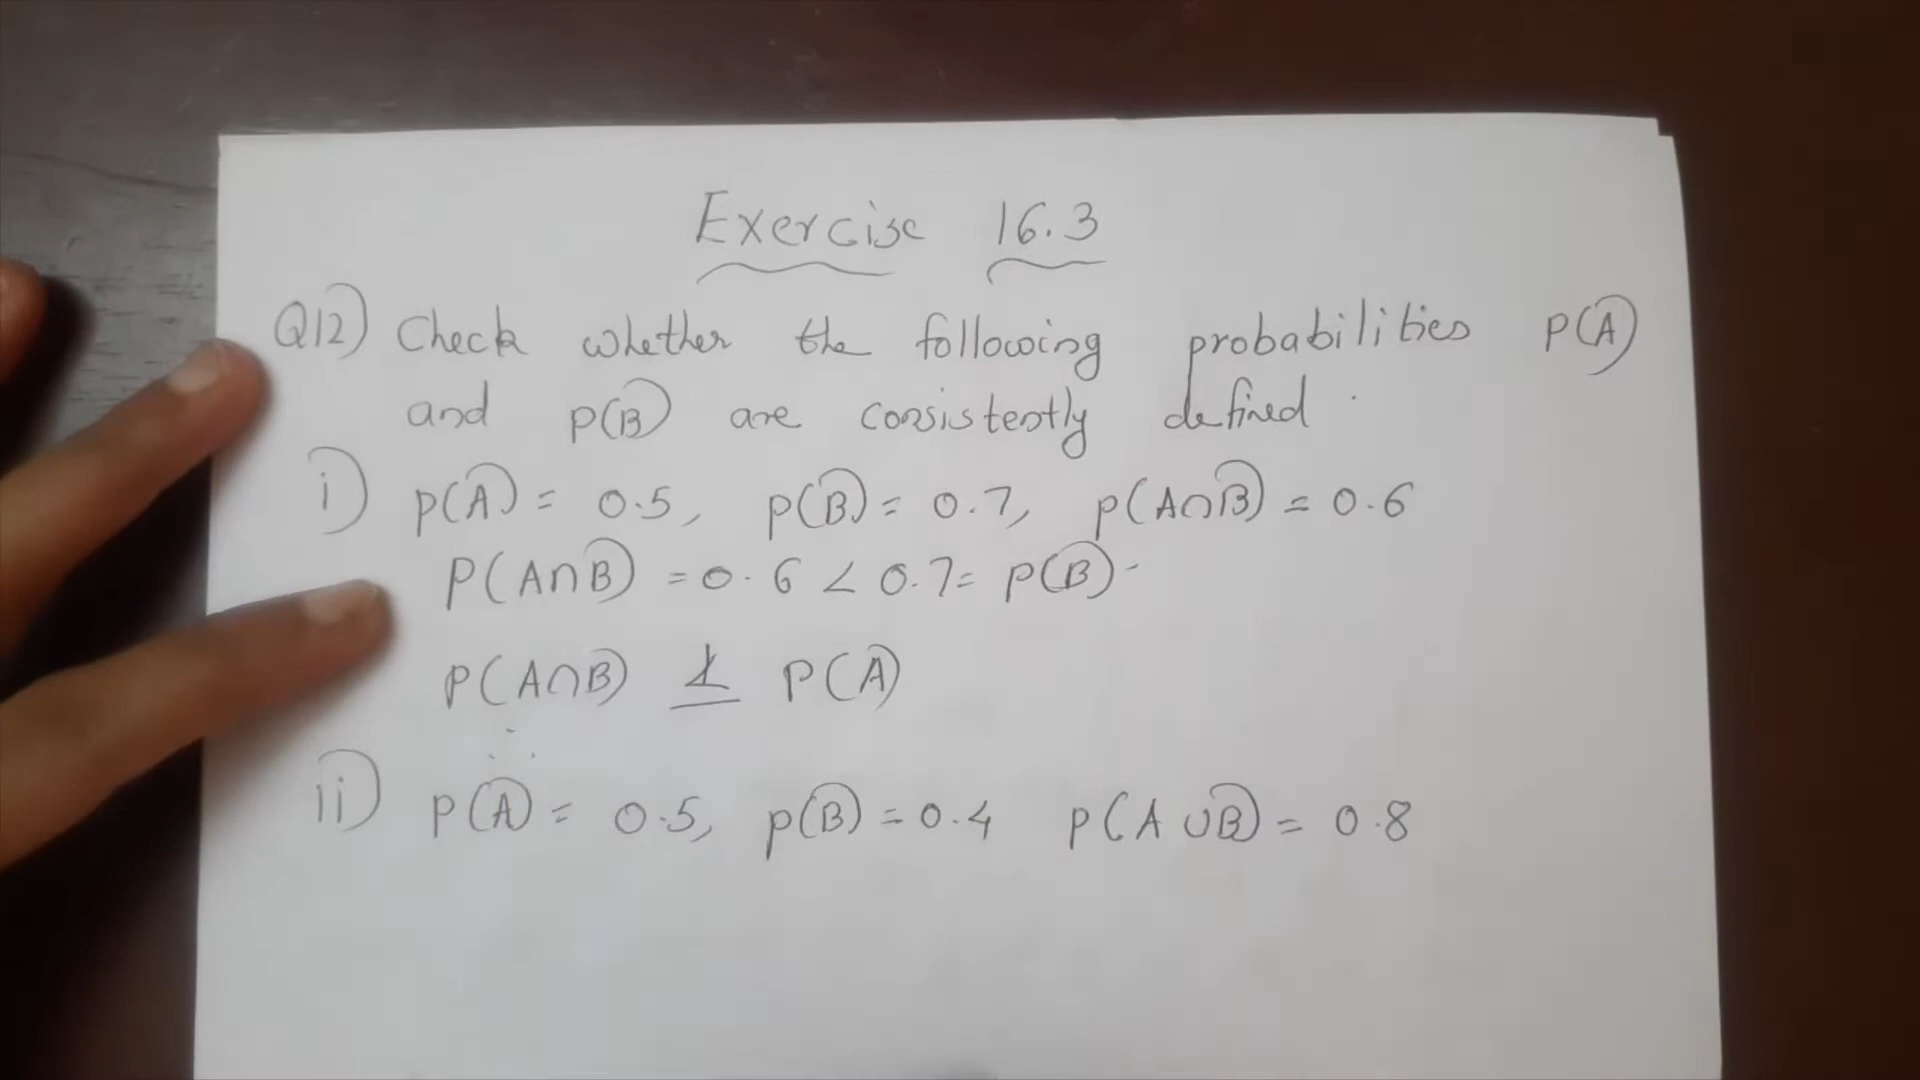 Exercise 16.3
Q12) Check whether the following probabilities P(A)
and P(B) are consistently defined.
i) P(A) = 0.5, P(B) = 0.7, P(A∩B) = 0.6
P(A∩B) = 0.6 < 0.7 = P(B).
P(A∩B) ≰ P(A)
ii) P(A) = 0.5, P(B) = 0.4 P(A∪B) = 0.8